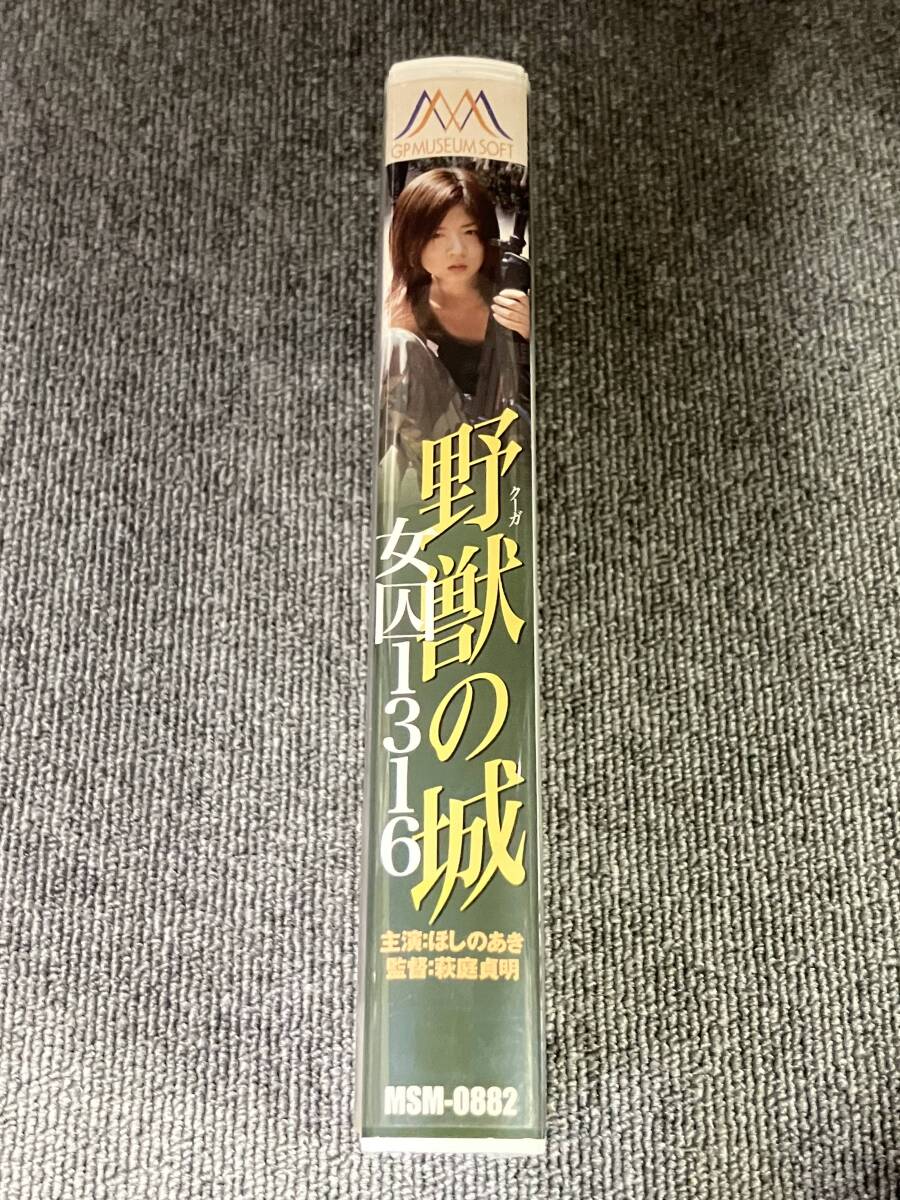 GP MUSEUM SOFT
野獣の城
クーガ
女囚1316
主演:ほしのあき
監督:萩庭貞明
MSM-0882